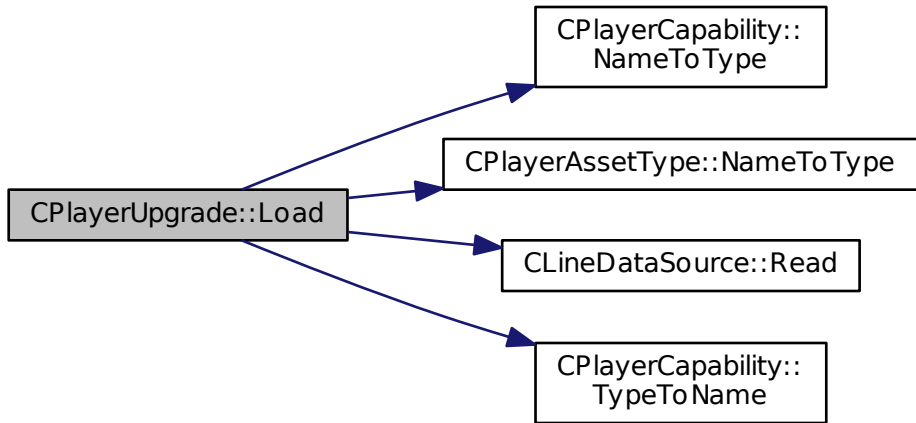 CPlayerCapability::
NameToType
CPlayerAssetType::NameToType
CPlayerUpgrade::Load
CLineDataSource::Read
CPlayerCapability::
TypeToName